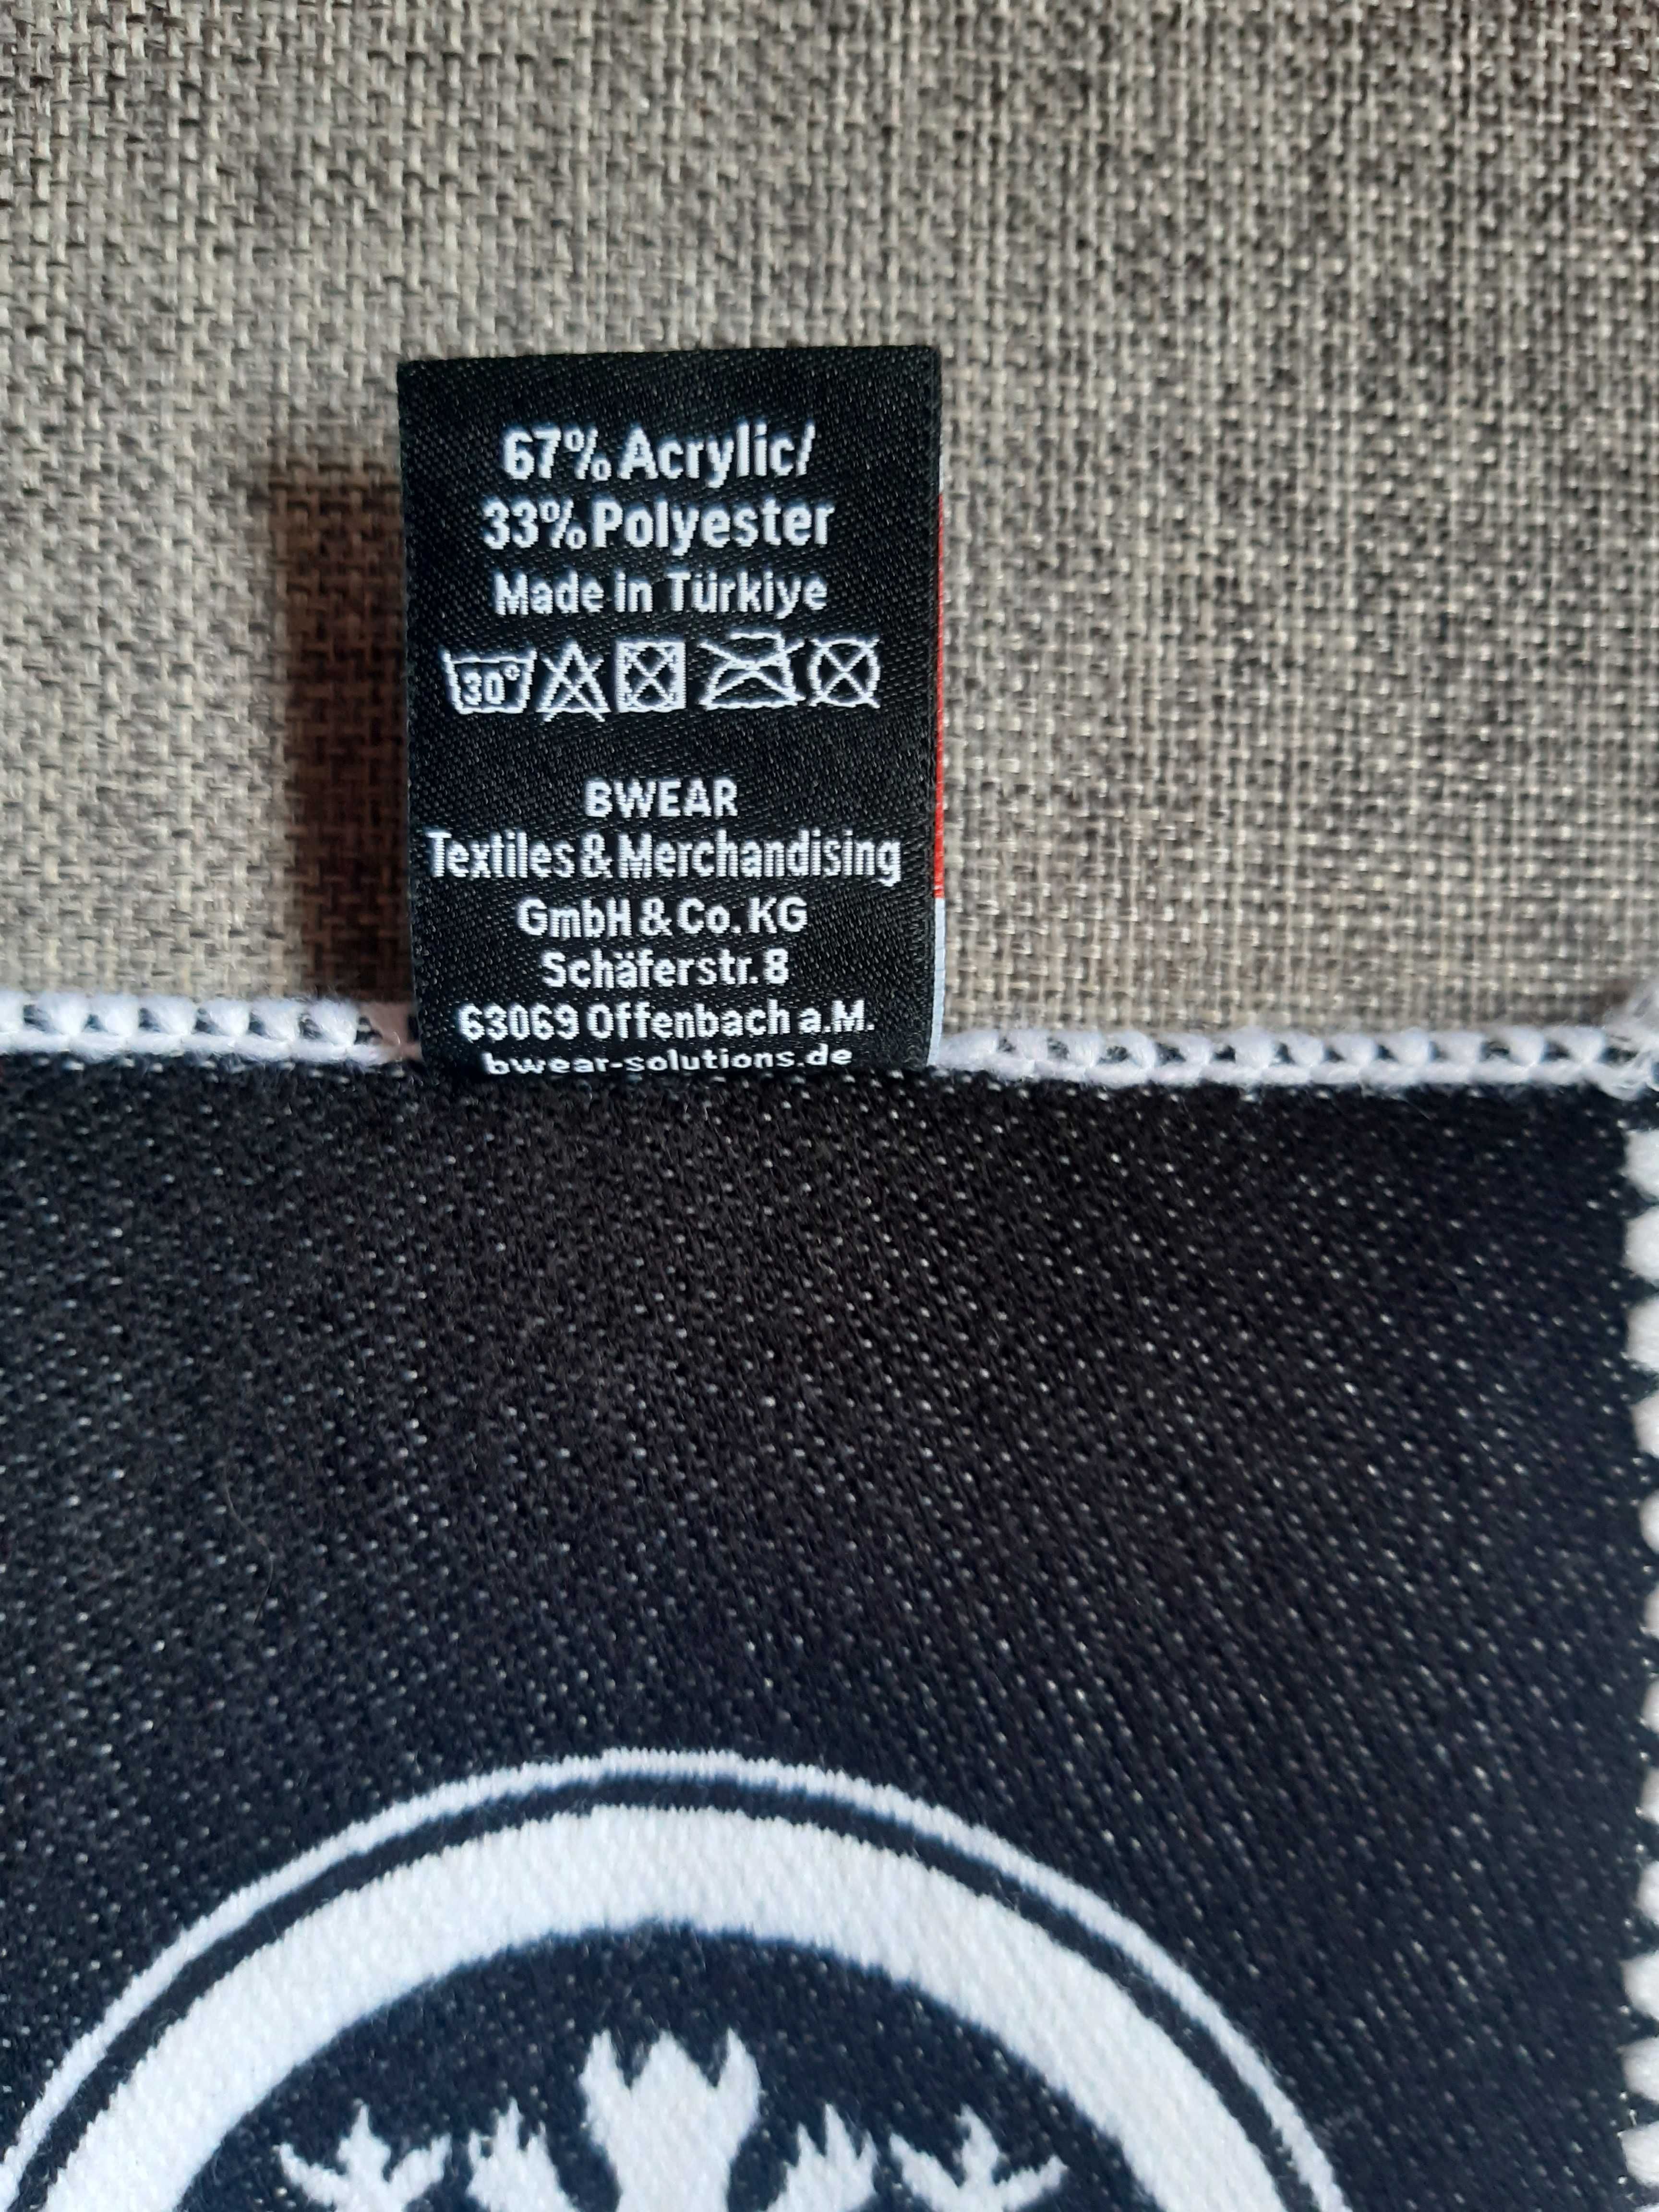 67% Acrylic/
33% Polyester
Made in Türkiye
30°
BWEAR
Textiles & Merchandising
GmbH & Co. KG
Schäferstr. 8
63069 Offenbach a.M.
bwear-solutions.de